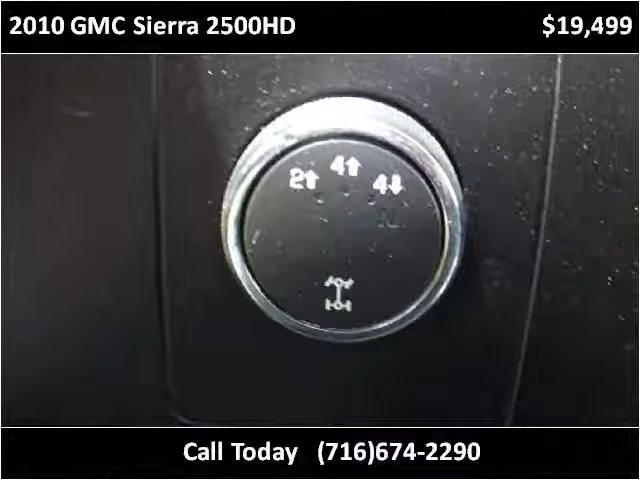 2010 GMC Sierra 2500HD $19,499
2↑ 4↑ 4↓
Call Today (716)674-2290